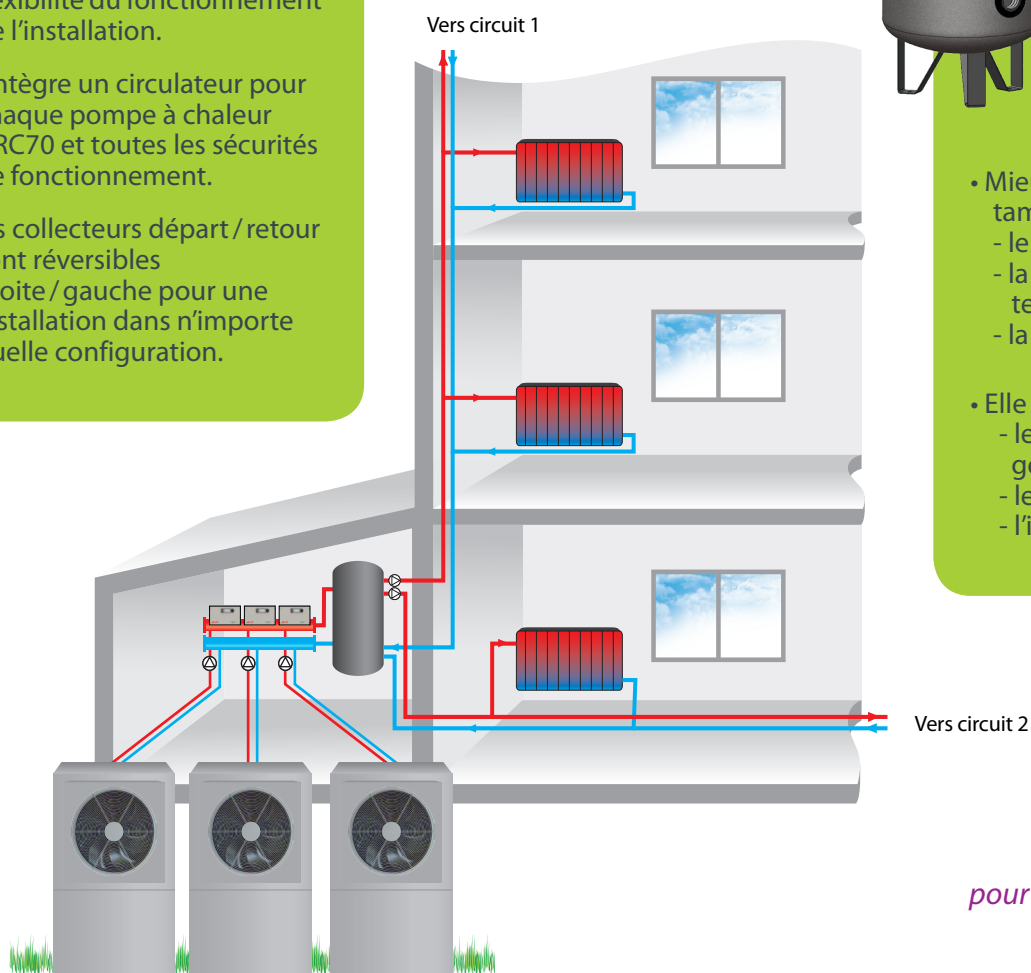 exibilité du fonctionnement
e l’installation.
ntègre un circulateur pour
haque pompe à chaleur
RC70 et toutes les sécurités
e fonctionnement.
s collecteurs départ / retour
nt réversibles
oite / gauche pour une
stallation dans n’importe
uelle configuration.
Vers circuit 1
Vers circuit 2
• Mie
tam
- le
- la
te
- la
• Elle
- le
g
- le
- l’i
pour